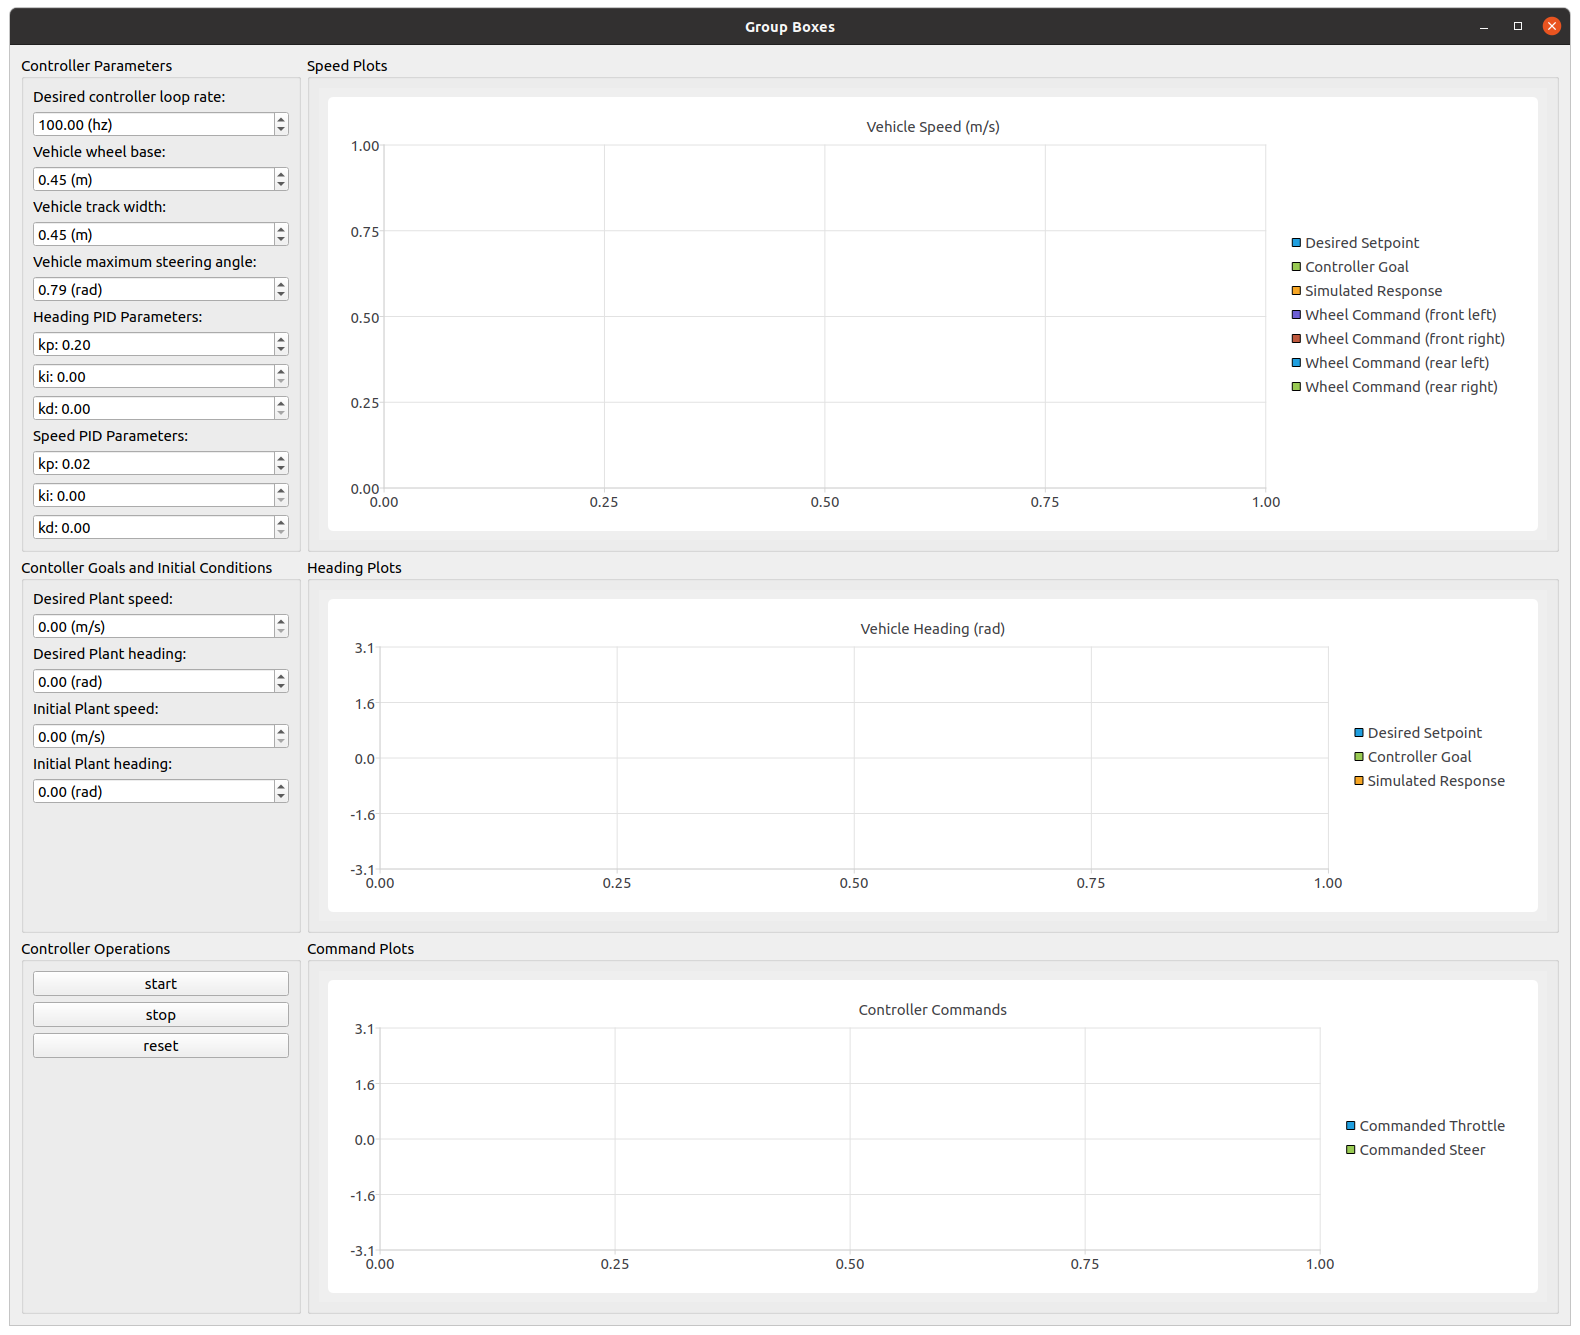 Group Boxes
Controller Parameters
Desired controller loop rate:
100.00 (hz)
Vehicle wheel base:
0.45 (m)
Vehicle track width:
0.45 (m)
Vehicle maximum steering angle:
0.79 (rad)
Heading PID Parameters:
kp: 0.20
ki: 0.00
kd: 0.00
Speed PID Parameters:
kp: 0.02
ki: 0.00
kd: 0.00
Speed Plots
Vehicle Speed (m/s)
1.00
0.75
0.50
0.25
0.00
0.00 0.25 0.50 0.75 1.00
Desired Setpoint
Controller Goal
Simulated Response
Wheel Command (front left)
Wheel Command (front right)
Wheel Command (rear left)
Wheel Command (rear right)
Contoller Goals and Initial Conditions
Desired Plant speed:
0.00 (m/s)
Desired Plant heading:
0.00 (rad)
Initial Plant speed:
0.00 (m/s)
Initial Plant heading:
0.00 (rad)
Heading Plots
Vehicle Heading (rad)
3.1
1.6
0.0
-1.6
-3.1
0.00 0.25 0.50 0.75 1.00
Desired Setpoint
Controller Goal
Simulated Response
Controller Operations
start
stop
reset
Command Plots
Controller Commands
3.1
1.6
0.0
-1.6
-3.1
0.00 0.25 0.50 0.75 1.00
Commanded Throttle
Commanded Steer